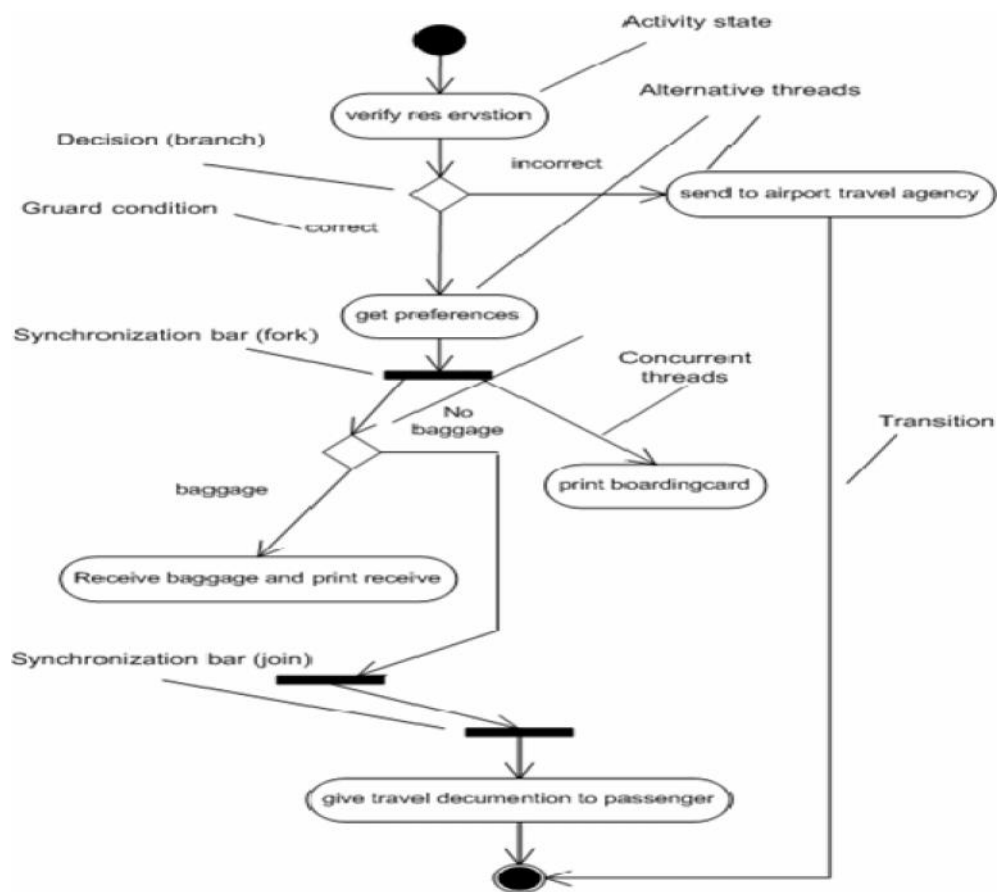 Activity state
verify res ervstion
Alternative threads
Decision (branch)
incorrect
send to airport travel agency
Gruard condition
correct
get preferences
Synchronization bar (fork)
Concurrent
threads
No
baggage
Transition
baggage
print boardingcard
Receive baggage and print receive
Synchronization bar (join)
give travel decumention to passenger